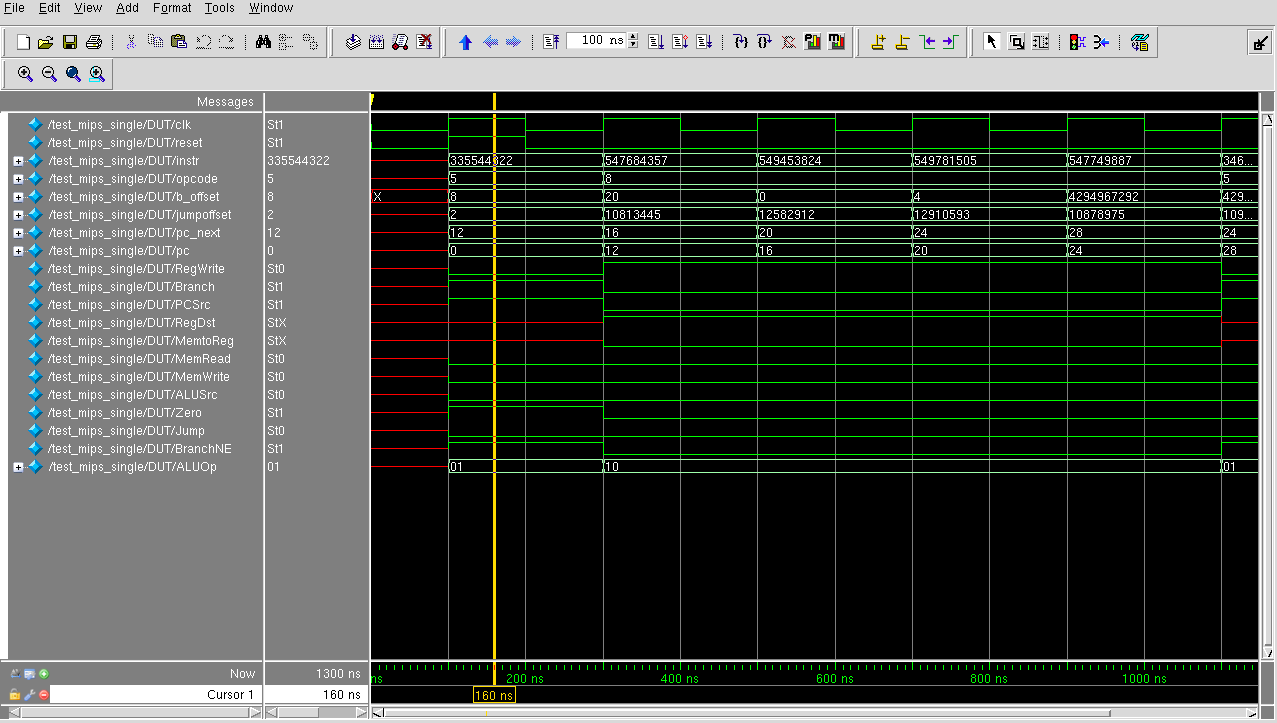 File Edit View Add Format Tools Window
100 ns
Messages
/test_mips_single/DUT/clk St1
/test_mips_single/DUT/reset St1
/test_mips_single/DUT/instr 335544322 335544322 547684357 549453824 549781505 547749887 346...
/test_mips_single/DUT/opcode 5 5 8 5
/test_mips_single/DUT/b_offset 8 X 8 20 0 4 4294967292 429...
/test_mips_single/DUT/jumpoffset 2 2 10813445 12582912 12910593 10878975 109...
/test_mips_single/DUT/pc_next 12 12 16 20 24 28 24
/test_mips_single/DUT/pc 0 0 12 16 20 24 28
/test_mips_single/DUT/RegWrite St0
/test_mips_single/DUT/Branch St1
/test_mips_single/DUT/PCSrc St1
/test_mips_single/DUT/RegDst StX
/test_mips_single/DUT/MemtoReg StX
/test_mips_single/DUT/MemRead St0
/test_mips_single/DUT/MemWrite St0
/test_mips_single/DUT/ALUSrc St0
/test_mips_single/DUT/Zero St1
/test_mips_single/DUT/Jump St0
/test_mips_single/DUT/BranchNE St1
/test_mips_single/DUT/ALUOp 01 01 10 01
Now 1300 ns ns 200 ns 400 ns 600 ns 800 ns 1000 ns
Cursor 1 160 ns 160 ns